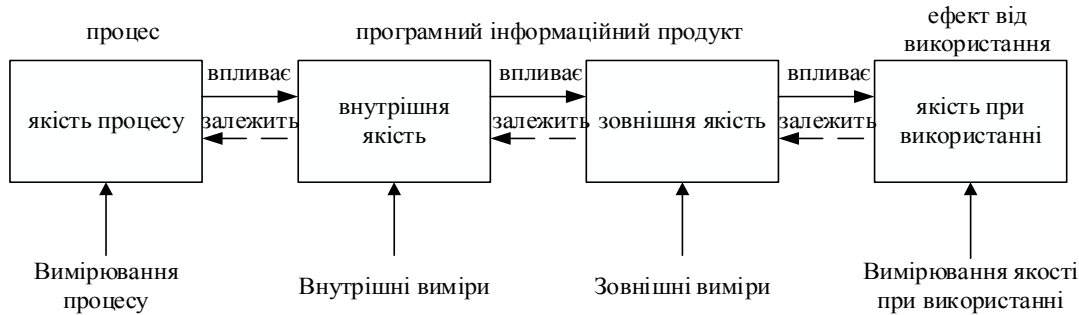 процес
програмний інформаційний продукт
ефект від
використання
впливає
впливає
впливає
якість процесу
внутрішня
якість
зовнішня якість
якість при
використанні
залежить
залежить
залежить
Вимірювання
процесу
Внутрішні виміри
Зовнішні виміри
Вимірювання якості
при використанні